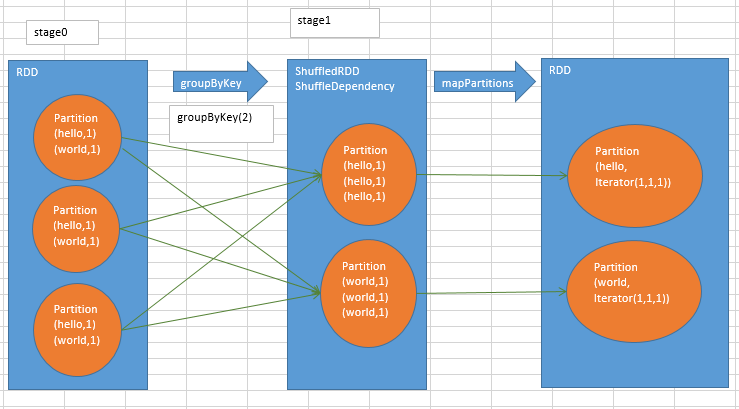 stage0
stage1
RDD
groupByKey
groupByKey(2)
ShuffledRDD
ShuffleDependency
mapPartitions
RDD
Partition
(hello,1)
(world,1)
Partition
(hello,1)
(world,1)
Partition
(hello,1)
(world,1)
Partition
(hello,1)
(hello,1)
(hello,1)
Partition
(world,1)
(world,1)
(world,1)
Partition
(hello,
Iterator(1,1,1))
Partition
(world,
Iterator(1,1,1))